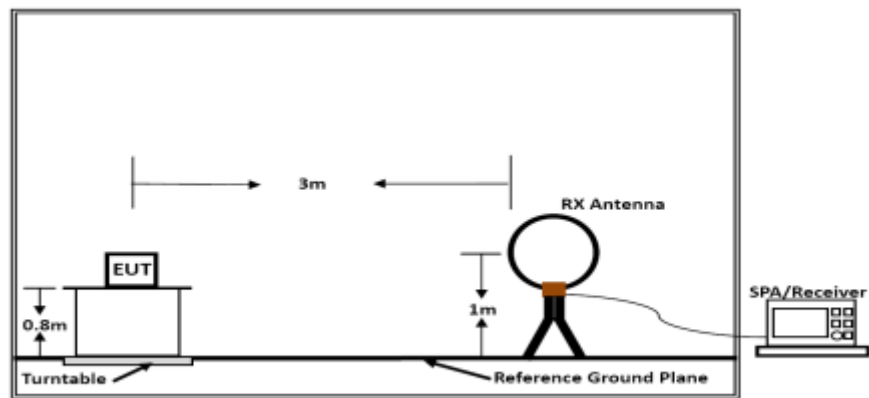 3m
RX Antenna
EUT
SPA/Receiver
0.8m
1m
Turntable
Reference Ground Plane